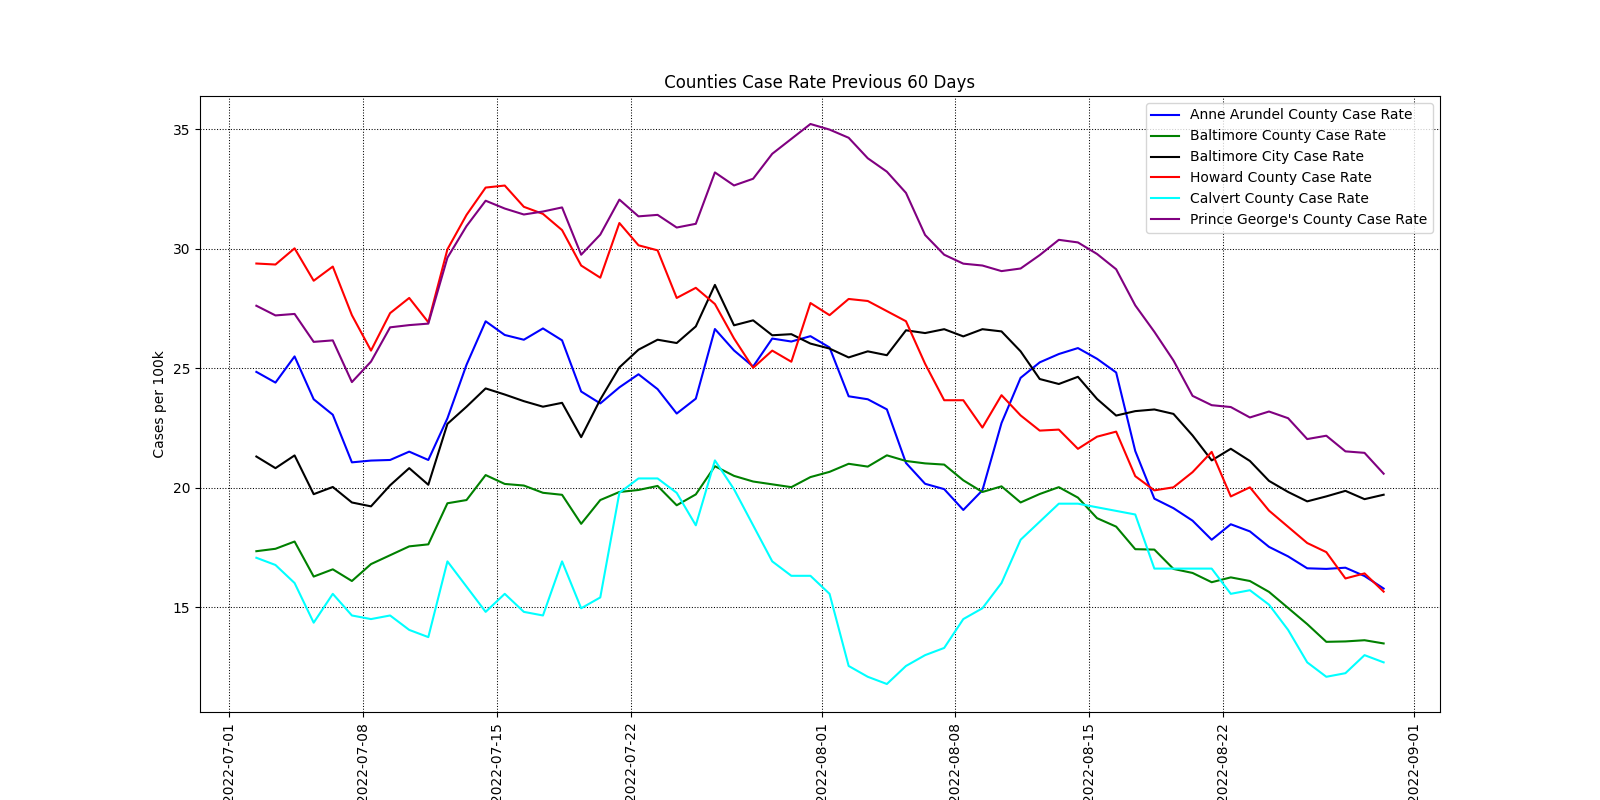 Counties Case Rate Previous 60 Days
Anne Arundel County Case Rate
Baltimore County Case Rate
Baltimore City Case Rate
Howard County Case Rate
Calvert County Case Rate
Prince George's County Case Rate
Cases per 100k
35
30
25
20
15
2022-07-01
2022-07-08
2022-07-15
2022-07-22
2022-08-01
2022-08-08
2022-08-15
2022-08-22
2022-09-01